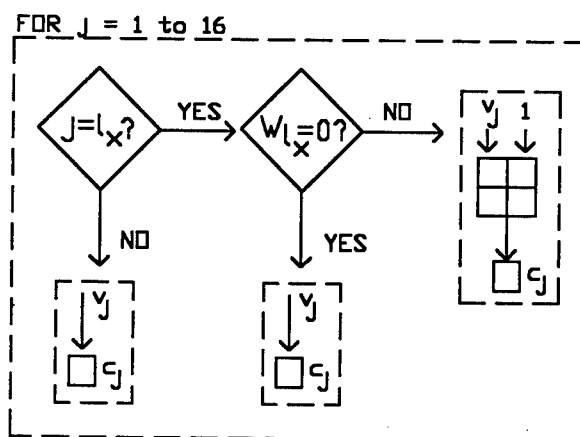 FOR J = 1 to 16
J=lx?
YES
Wlx=0?
NO
vJ 1
cJ
NO
vJ
cJ
YES
vJ
cJ